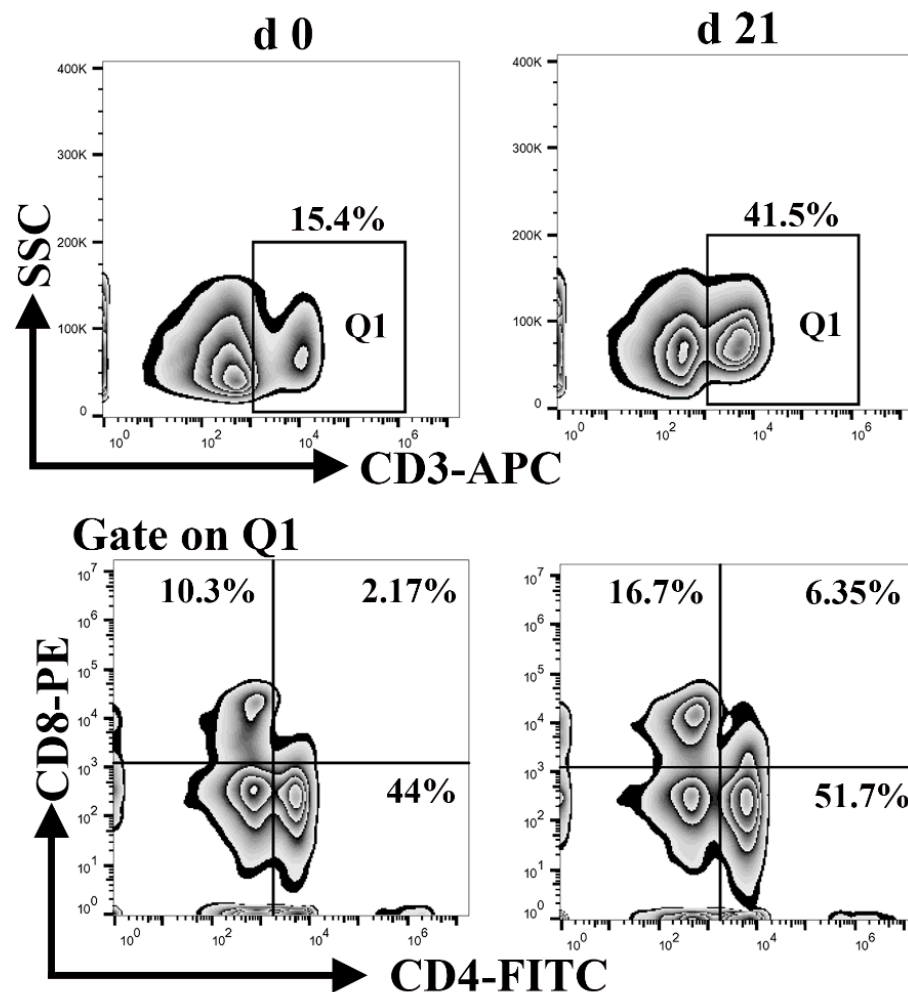 d 0
d 21
SSC
400K
300K
200K
100K
0
15.4%
Q1
10^0
10^2
10^4
10^6
400K
300K
200K
100K
0
41.5%
Q1
10^0
10^2
10^4
10^6
CD3-APC
Gate on Q1
CD8-PE
10^7
10^6
10^5
10^4
10^3
10^2
10^1
10^0
10.3%
2.17%
44%
10^0
10^2
10^4
10^6
10^7
10^6
10^5
10^4
10^3
10^2
10^1
10^0
16.7%
6.35%
51.7%
10^0
10^2
10^4
10^6
CD4-FITC